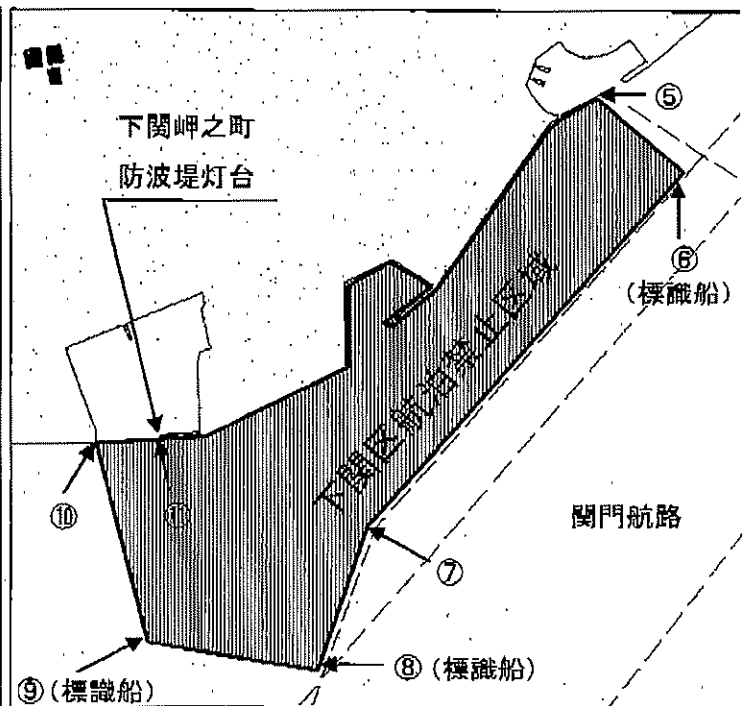 ⑤
下関岬之町
防波堤灯台
⑥
(標識船)
下関区航泊禁止区域
関門航路
⑩
⑪
⑦
⑧(標識船)
⑨(標識船)